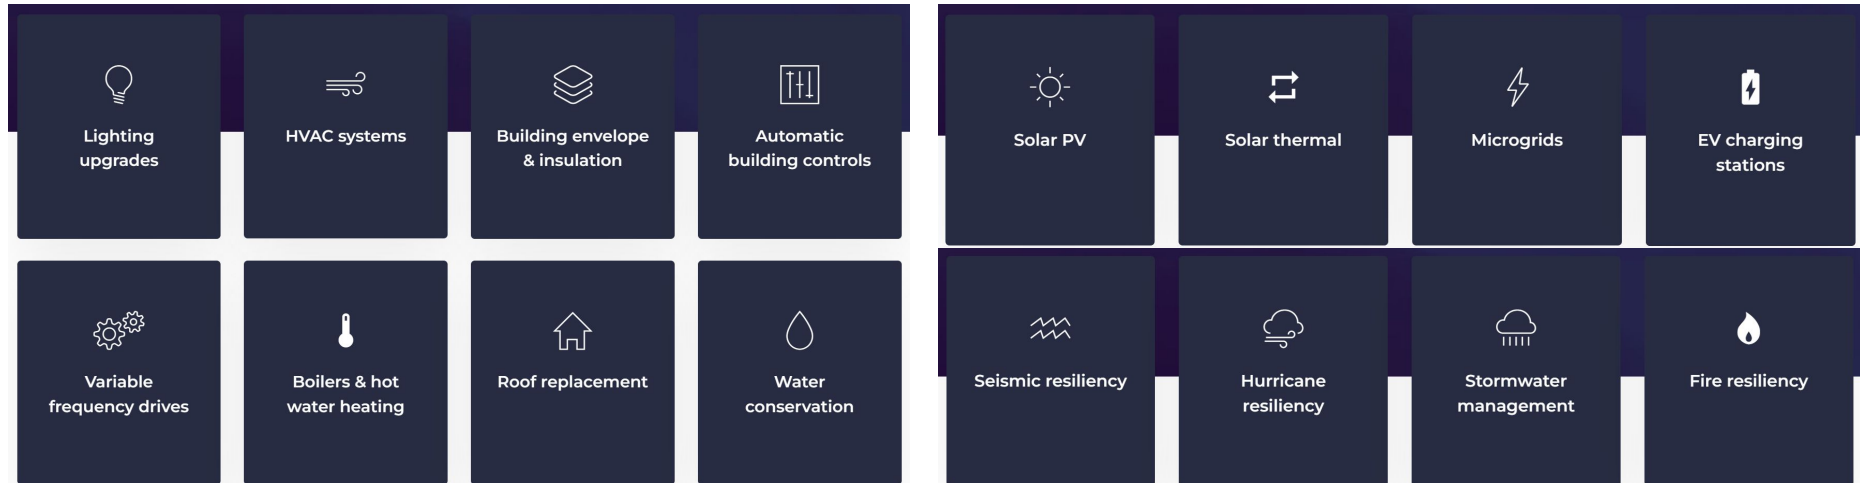 Lighting
upgrades
HVAC systems
Building envelope
& insulation
Automatic
building controls
Variable
frequency drives
Boilers & hot
water heating
Roof replacement
Water
conservation
Solar PV
Solar thermal
Microgrids
EV charging
stations
Seismic resiliency
Hurricane
resiliency
Stormwater
management
Fire resiliency